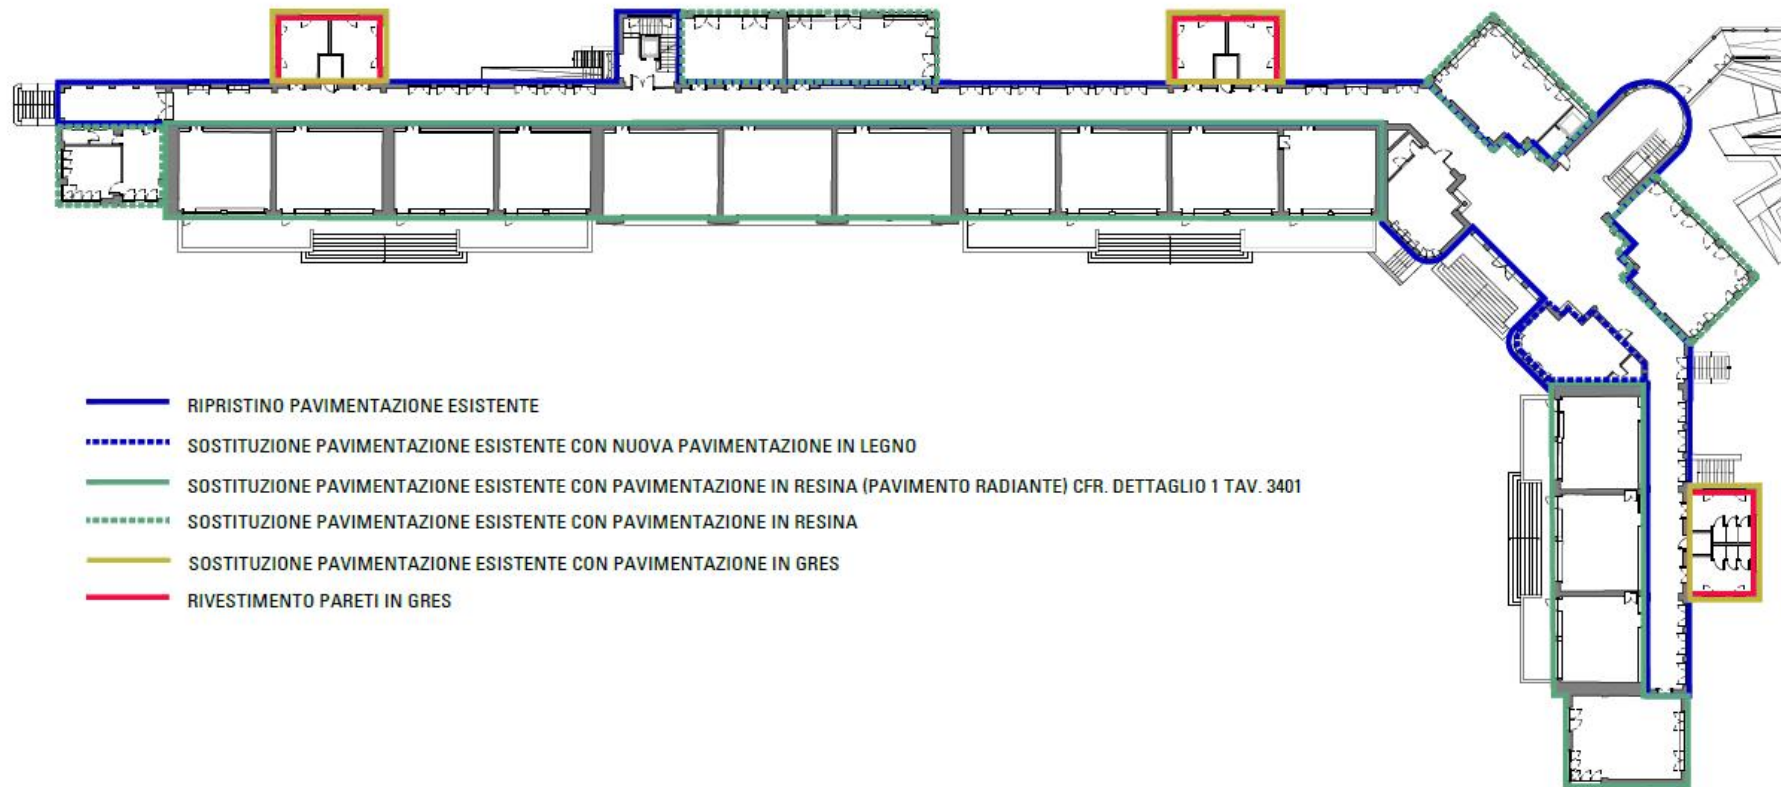 RIPRISTINO PAVIMENTAZIONE ESISTENTE
SOSTITUZIONE PAVIMENTAZIONE ESISTENTE CON NUOVA PAVIMENTAZIONE IN LEGNO
SOSTITUZIONE PAVIMENTAZIONE ESISTENTE CON PAVIMENTAZIONE IN RESINA (PAVIMENTO RADIANTE) CFR. DETTAGLIO 1 TAV. 3401
SOSTITUZIONE PAVIMENTAZIONE ESISTENTE CON PAVIMENTAZIONE IN RESINA
SOSTITUZIONE PAVIMENTAZIONE ESISTENTE CON PAVIMENTAZIONE IN GRES
RIVESTIMENTO PARETI IN GRES